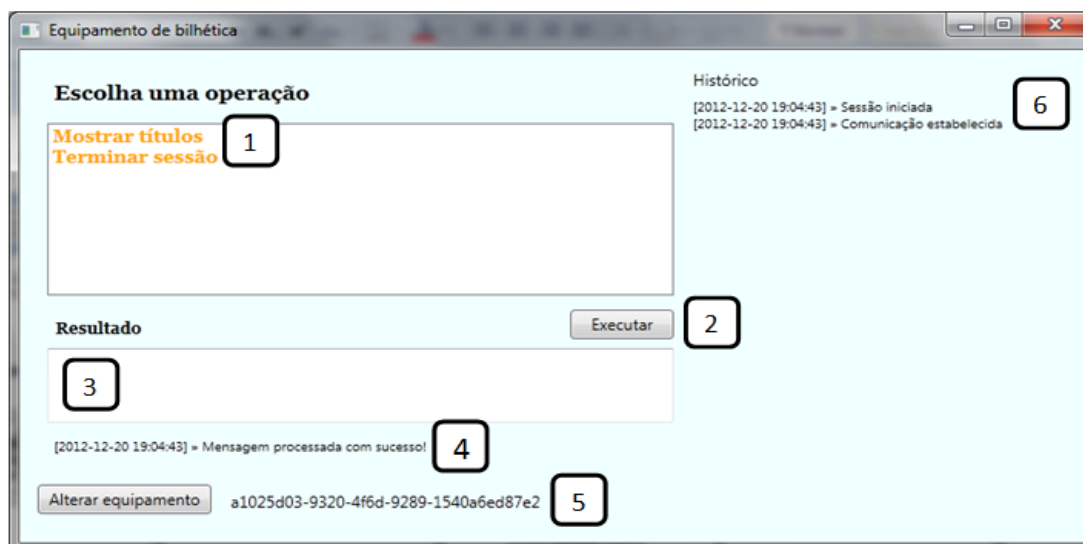 Equipamento de bilhética
Escolha uma operação
Mostrar títulos
Terminar sessão
1
Executar
2
Resultado
3
[2012-12-20 19:04:43] » Mensagem processada com sucesso!
4
Alterar equipamento
a1025d03-9320-4f6d-9289-1540a6ed87e2
5
Histórico
[2012-12-20 19:04:43] » Sessão iniciada
[2012-12-20 19:04:43] » Comunicação estabelecida
6